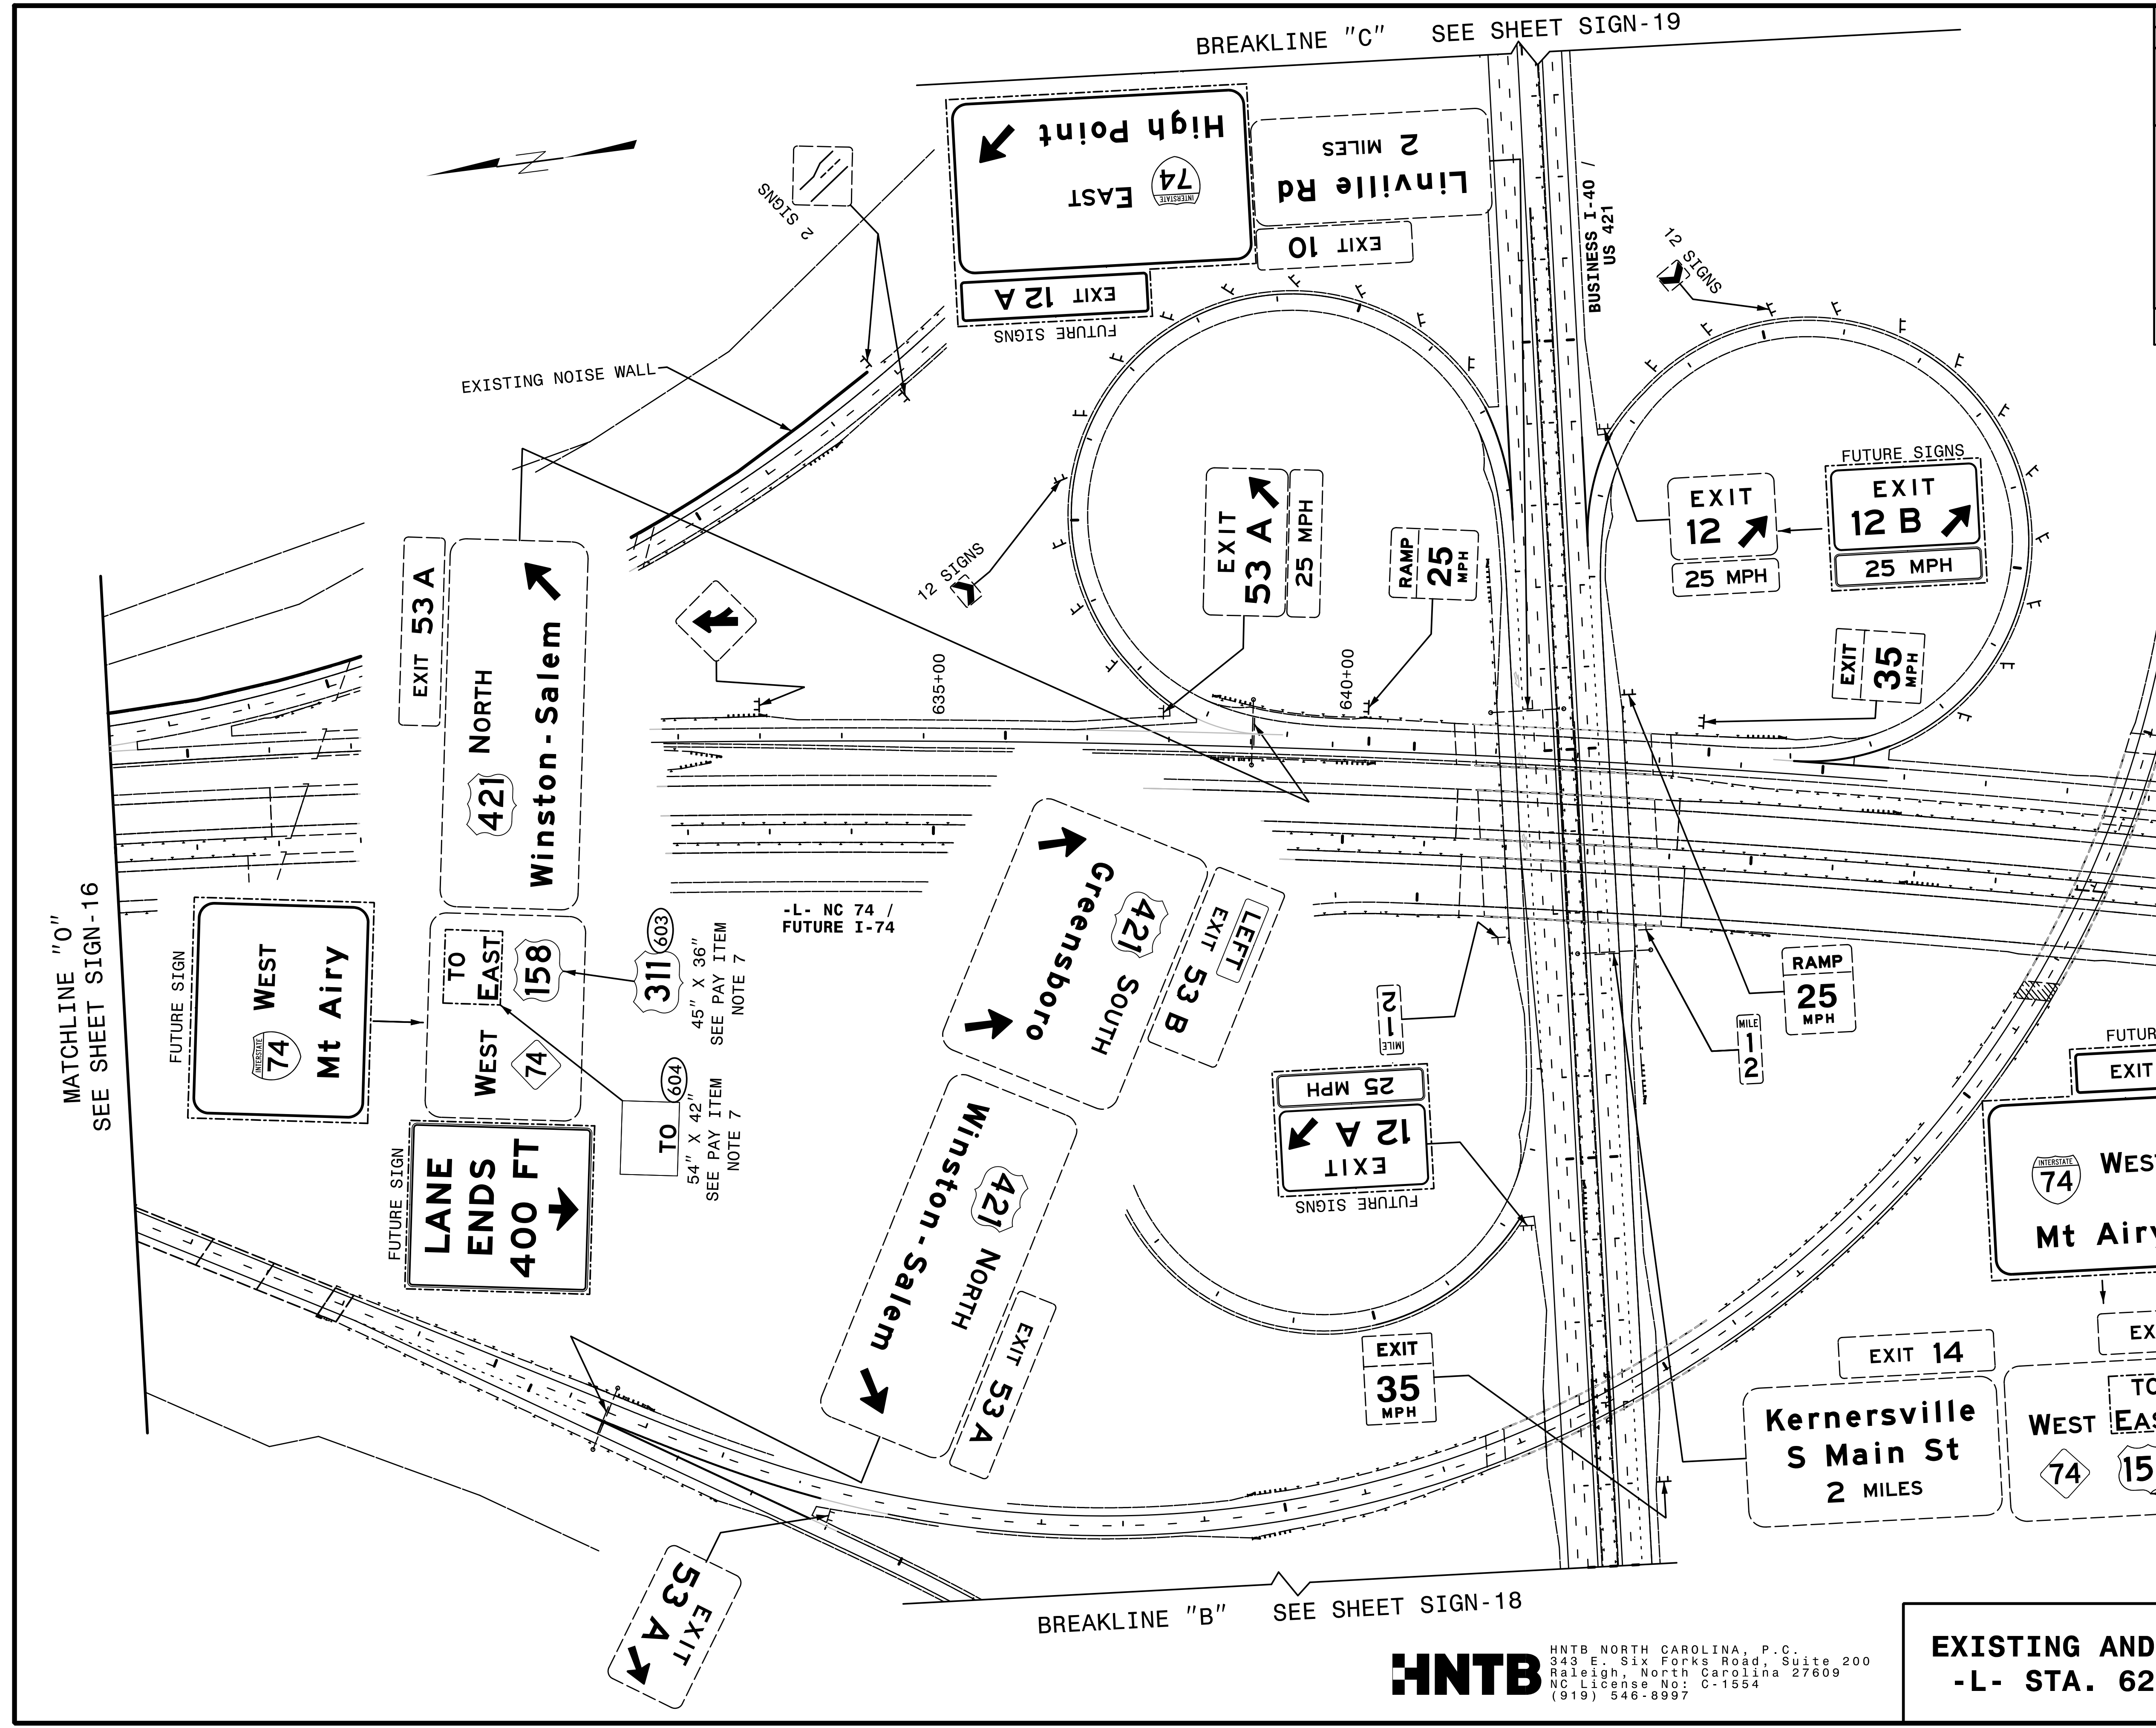 BREAKLINE "C" SEE SHEET SIGN-19
High Point
EAST
INTERSTATE
74
EXIT 12 A
FUTURE SIGNS
2 MILES
Linville Rd
EXIT 10
BUSINESS I-40 /
US 421
2 SIGNS
12 SIGNS
EXISTING NOISE WALL
N
12 SIGNS
EXIT
53 A
25 MPH
RAMP
25
MPH
EXIT
12
25 MPH
FUTURE SIGNS
EXIT
12 B
25 MPH
EXIT
35
MPH
635+00
640+00
EXIT 53 A
421 NORTH
Winston-Salem
MATCHLINE "O"
SEE SHEET SIGN-16
FUTURE SIGN
INTERSTATE
74 WEST
Mt Airy
TO
EAST
158
WEST
74
311
603
45" X 36"
SEE PAY ITEM
NOTE 7
TO
604
54" X 42"
SEE PAY ITEM
NOTE 7
FUTURE SIGN
LANE
ENDS
400 FT
-L- NC 74 /
FUTURE I-74
LEFT
EXIT 53 B
421 SOUTH
Greensboro
EXIT 53 A
421 NORTH
Winston-Salem
MILE
1
2
MILE
1
2
RAMP
25
MPH
25 MPH
12 A
EXIT
FUTURE SIGNS
EXIT
35
MPH
EXIT
INTERSTATE
74
Mt
EXIT 14
Kernersville
S Main St
2 MILES
WEST
74
EXIT
53 A
BREAKLINE "B" SEE SHEET SIGN-18
HNTB
HNTB NORTH CAROLINA, P.C.
343 E. Six Forks Road, Suite 200
Raleigh, North Carolina 27609
NC License No: C-1554
(919) 546-8997
EXISTING AND
-L- STA. 62